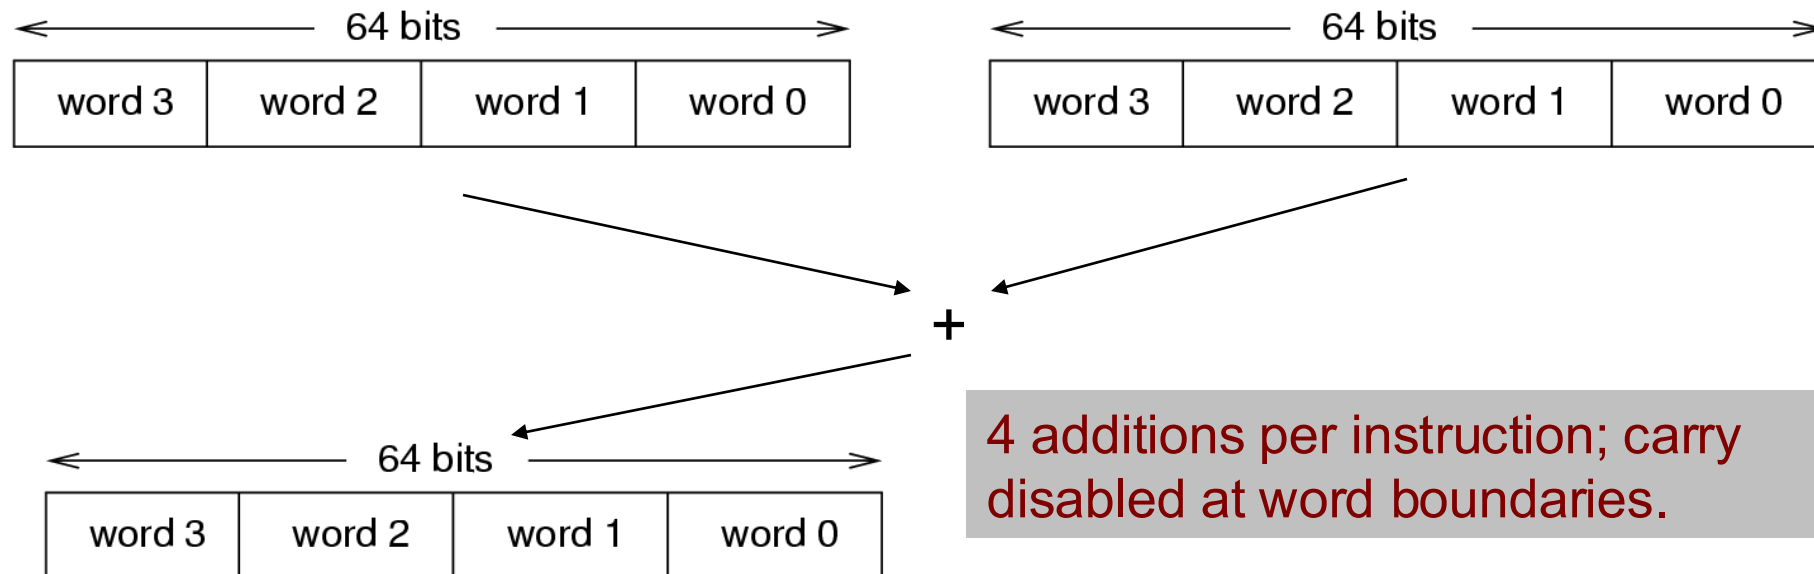 64 bits
64 bits
word 3 word 2 word 1 word 0
word 3 word 2 word 1 word 0
+
4 additions per instruction; carry
disabled at word boundaries.
64 bits
word 3 word 2 word 1 word 0